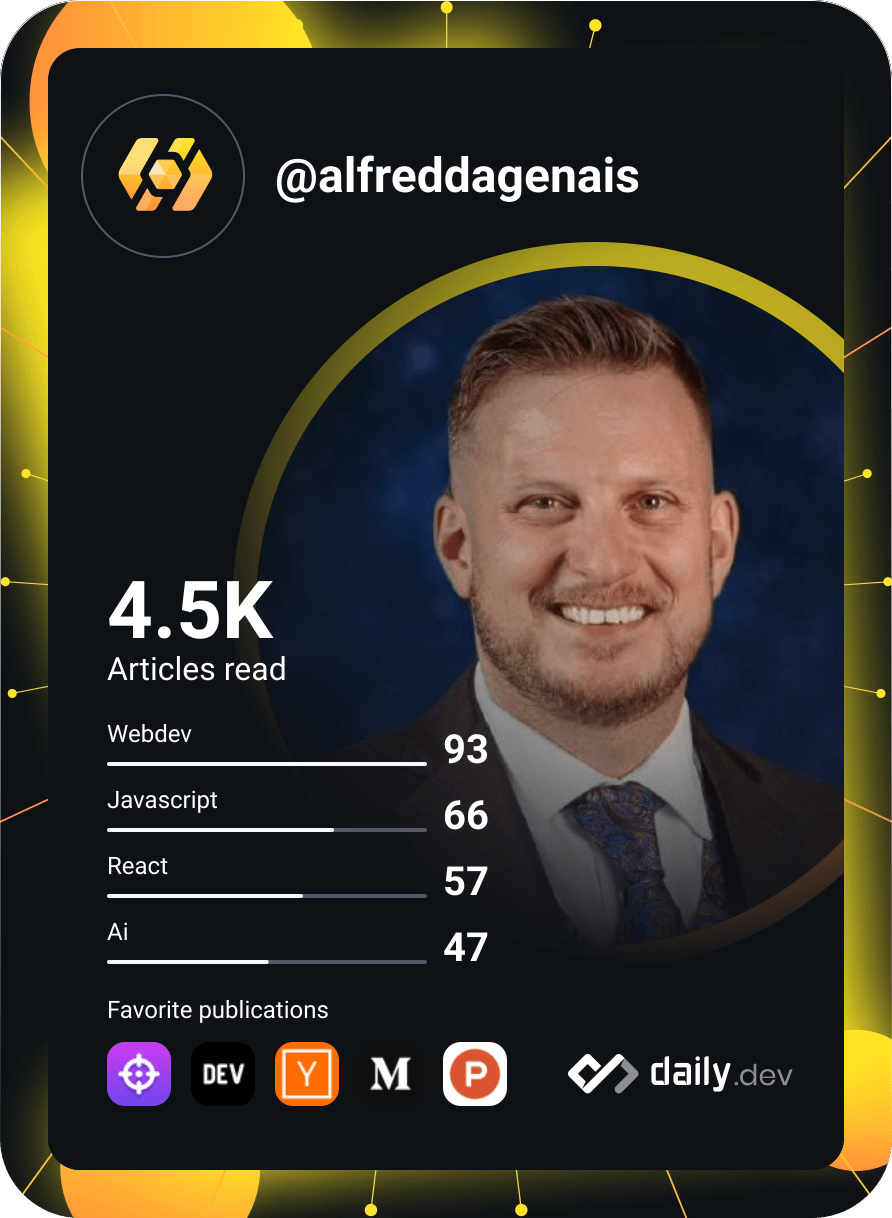 @alfreddagenais
4.5K
Articles read
Webdev
93
Javascript
66
React
57
Ai
47
Favorite publications
DEV
Y
M
P
daily.dev